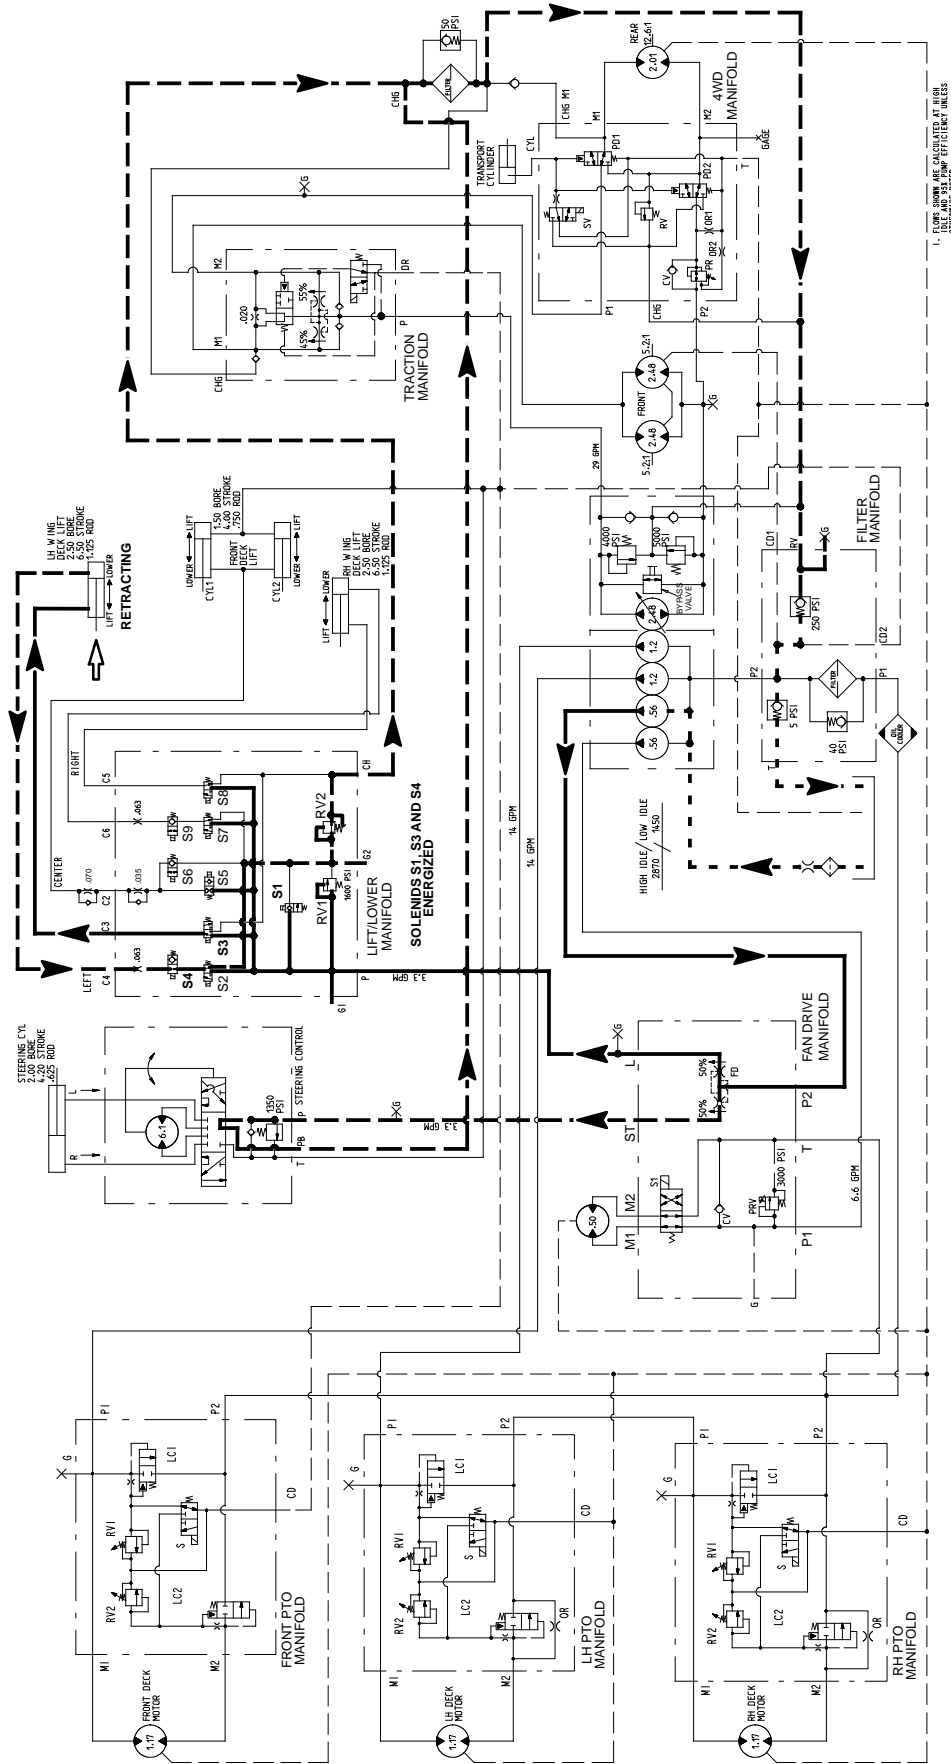 50
PSI
CHG
FILTER
REAR
12.6:1
2.01
4WD
MANIFOLD
CHG M1
M1
M2
TRANSPORT
CYLINDER
CYL
PD1
PD2
GAGE
T
SV
RV
OR1
OR2
PR
CV
P1
CHG
P2
1. FLOWS SHOWN ARE CALCULATED AT HIGH
IDLE AND 95% PUMP EFFICIENCY UNLESS
G
M2
DR
.020
55%
45%
M1
P
CHG
TRACTION
MANIFOLD
5.2:1
2.48
FRONT
2.48
5.2:1
G
29 GPM
LH WING
DECK LIFT
2.50 BORE
6.50 STROKE
1.125 ROD
LIFT
LOWER
RETRACTING
1.50 BORE
4.00 STROKE
.750 ROD
LOWER
LIFT
CYL1
FRONT
DECK
LIFT
CYL2
LOWER
LIFT
RH WING
DECK LIFT
2.50 BORE
6.50 STROKE
1.125 ROD
LIFT
LOWER
4000
PSI
5000
PSI
BYPASS
VALVE
2.48
1.2
1.2
.56
.56
CD1
RV
G
FILTER
MANIFOLD
250 PSI
CD2
P2
5 PSI
FILTER
P1
40
PSI
T
OIL
COOLER
RIGHT
C5
C6
.063
S9
S8
S7
CH
RV2
CENTER
.070
C2
.035
S6
S5
G2
S1
RV1
1600 PSI
C3
S3
LEFT
C4
.063
S4
S2
P
GI
LIFT/LOWER
MANIFOLD
SOLENIDS S1, S3 AND S4
ENERGIZED
3.3 GPM
14 GPM
14 GPM
HIGH IDLE/LOW IDLE
2870 / 1450
STEERING CYL
2.00 BORE
4.20 STROKE
.625 ROD
L
R
6.1
P STEERING CONTROL
1350
PSI
PB
T
G
3.3 GPM
G
L
50%
FD
50%
ST
P2
FAN DRIVE
MANIFOLD
T
6.6 GPM
.50
M2
M1
S1
CV
PRV
3000 PSI
P1
G
P1
P2
G
LC1
RV1
S
CD
RV2
LC2
FRONT PTO
MANIFOLD
M1
M2
FRONT DECK
MOTOR
1.17
P1
P2
G
LC1
RV1
S
CD
RV2
LC2
OR
LH PTO
MANIFOLD
M1
M2
LH DECK
MOTOR
1.17
P1
P2
G
LC1
RV1
S
CD
RV2
LC2
OR
RH PTO
MANIFOLD
M1
M2
RH DECK
MOTOR
1.17